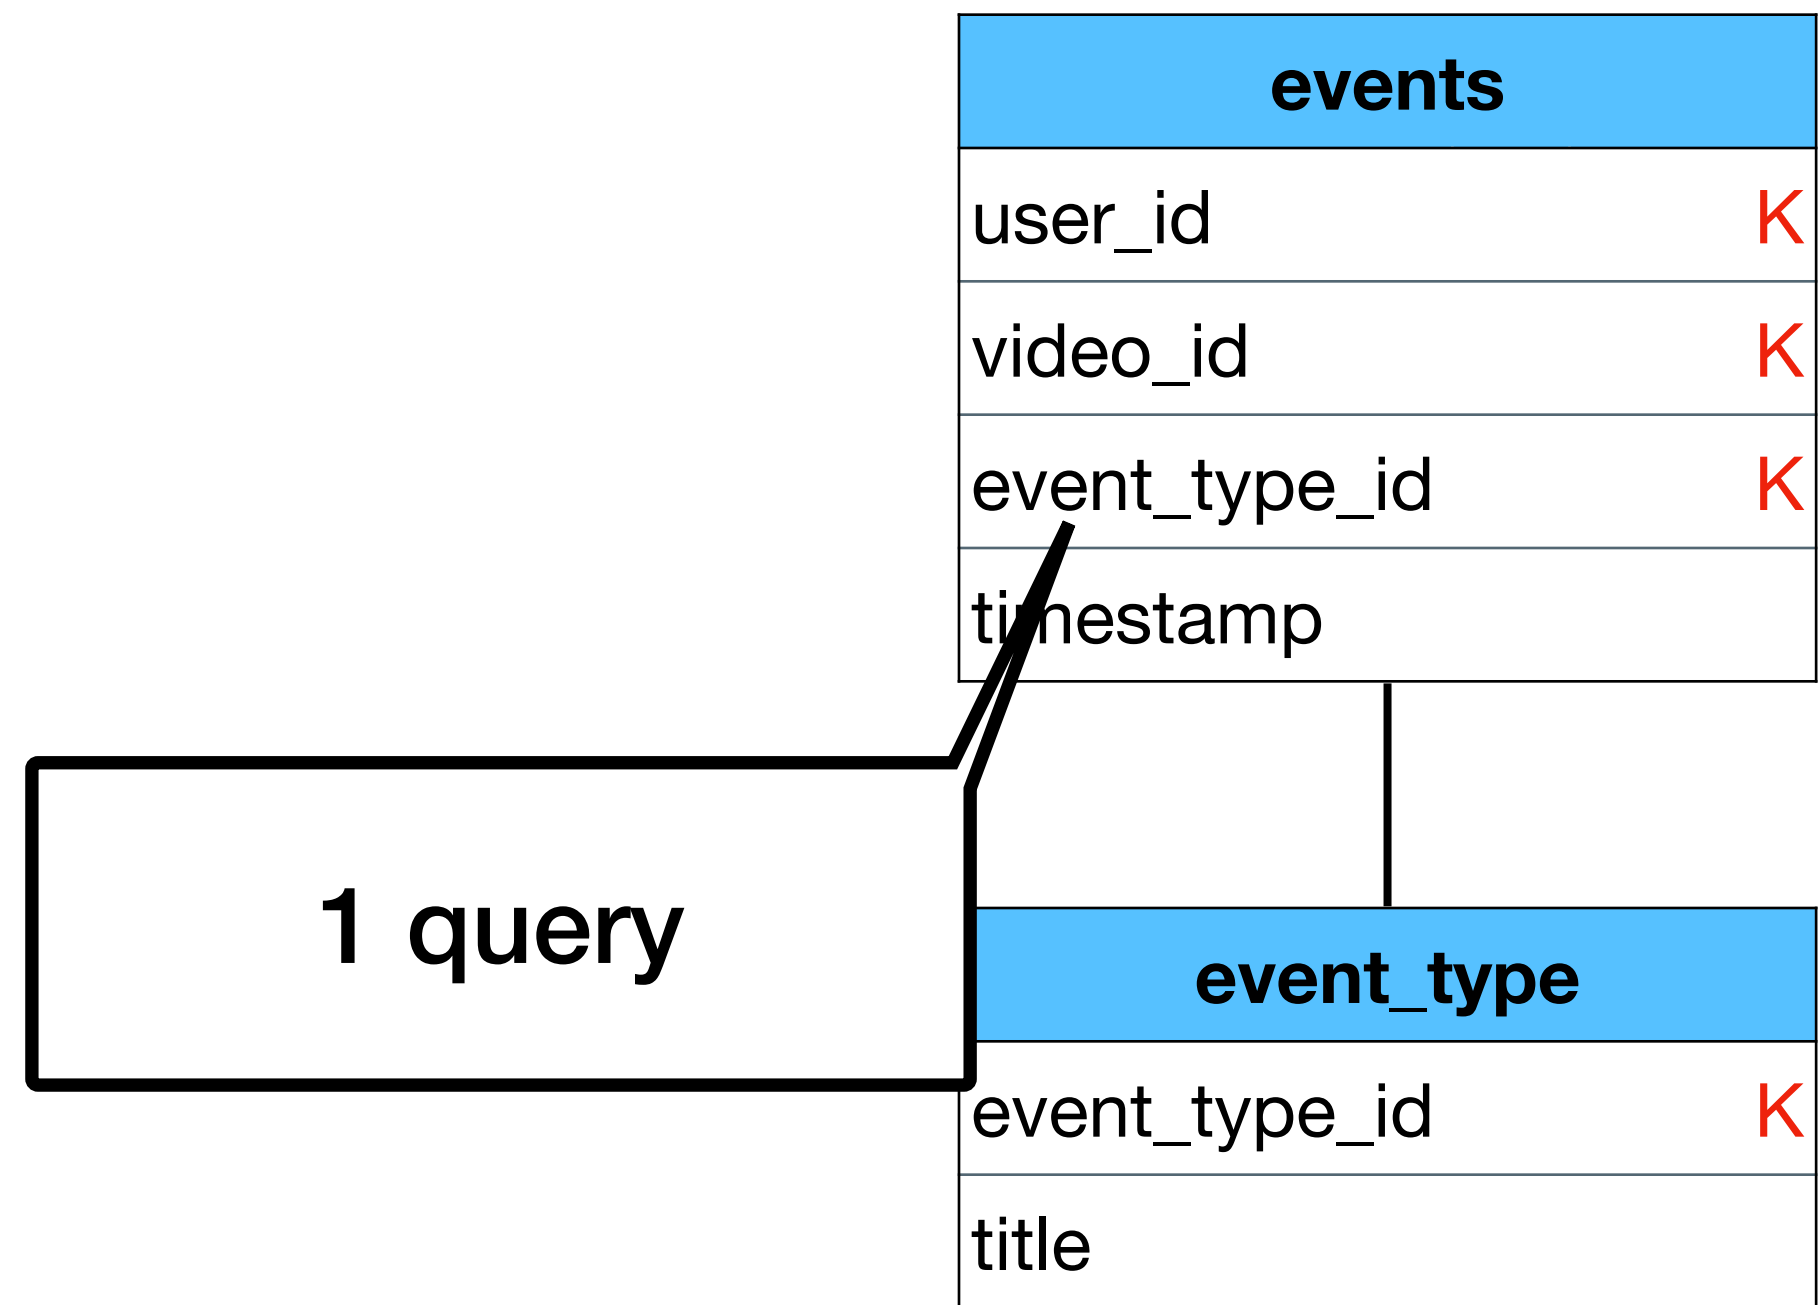 events
user_id K
video_id K
event_type_id K
timestamp
1 query
event_type
event_type_id K
title